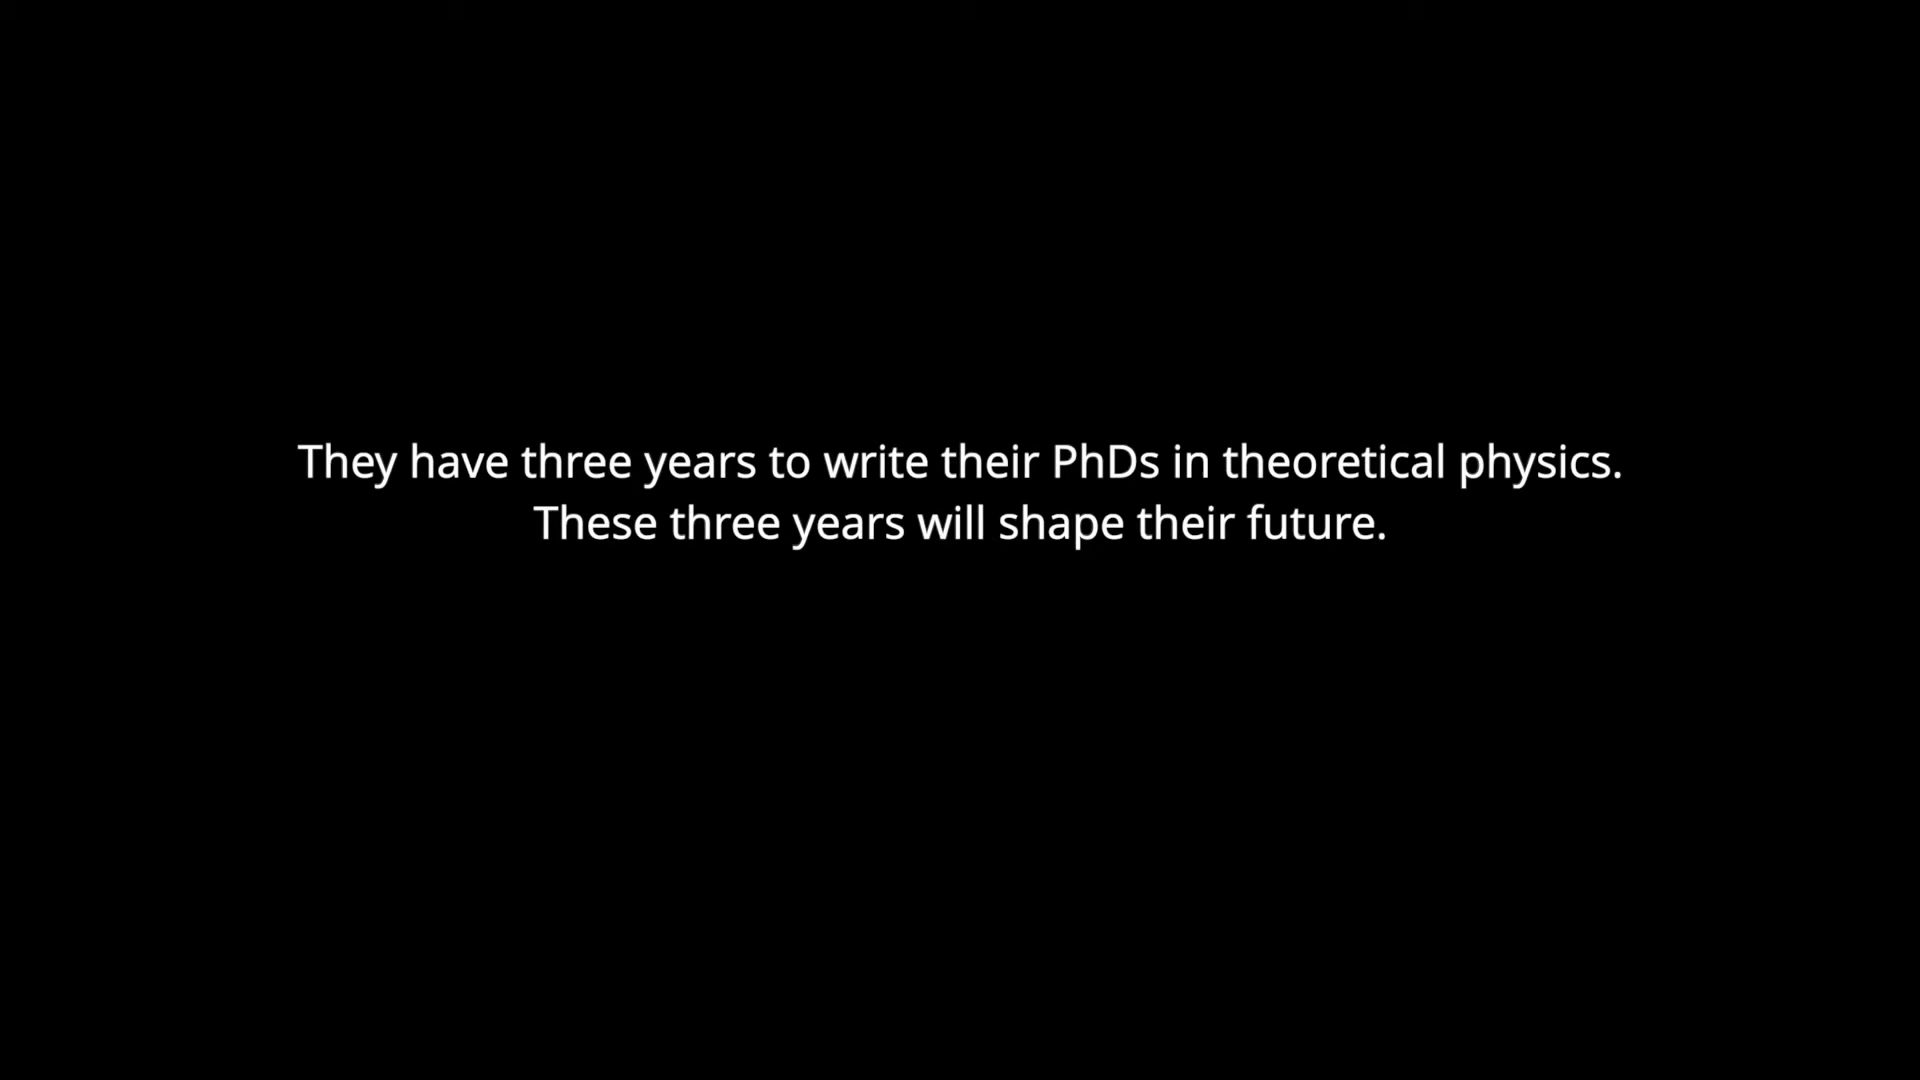 They have three years to write their PhDs in theoretical physics.
These three years will shape their future.